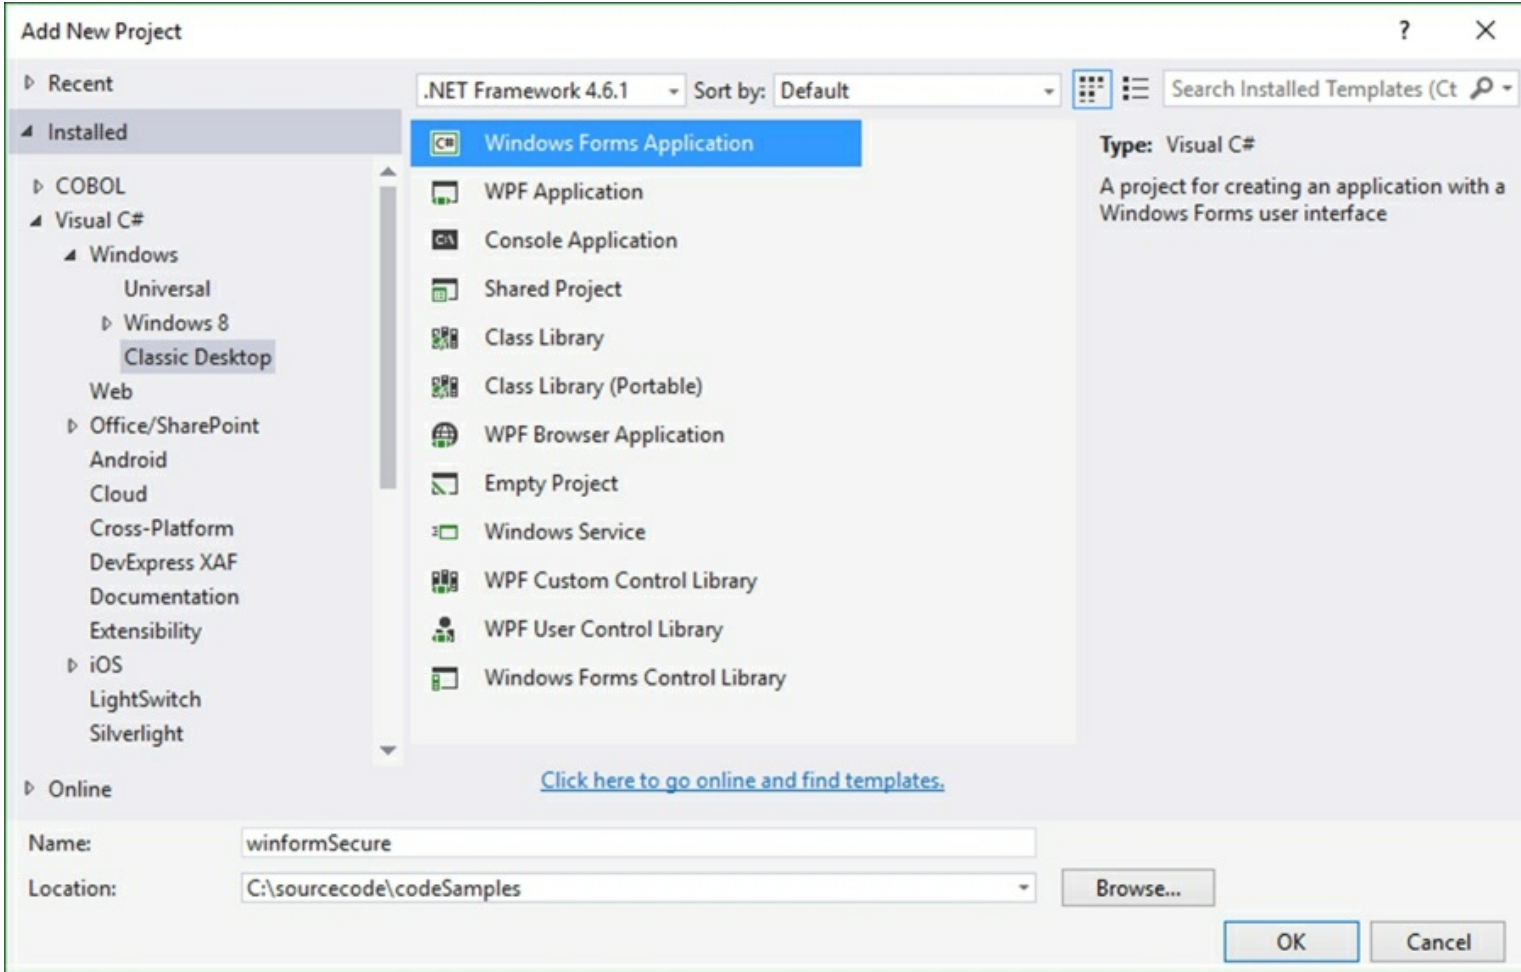 Add New Project
?
Recent
.NET Framework 4.6.1
Sort by:
Default
Search Installed Templates (Ct
Installed
COBOL
Visual C#
Windows
Universal
Windows 8
Classic Desktop
Web
Office/SharePoint
Android
Cloud
Cross-Platform
DevExpress XAF
Documentation
Extensibility
iOS
LightSwitch
Silverlight
Online
C# Windows Forms Application
WPF Application
C:\ Console Application
Shared Project
Class Library
Class Library (Portable)
WPF Browser Application
Empty Project
Windows Service
WPF Custom Control Library
WPF User Control Library
Windows Forms Control Library
Click here to go online and find templates.
Type: Visual C#
A project for creating an application with a
Windows Forms user interface
Name: winformSecure
Location: C:\sourcecode\codeSamples
Browse...
OK
Cancel